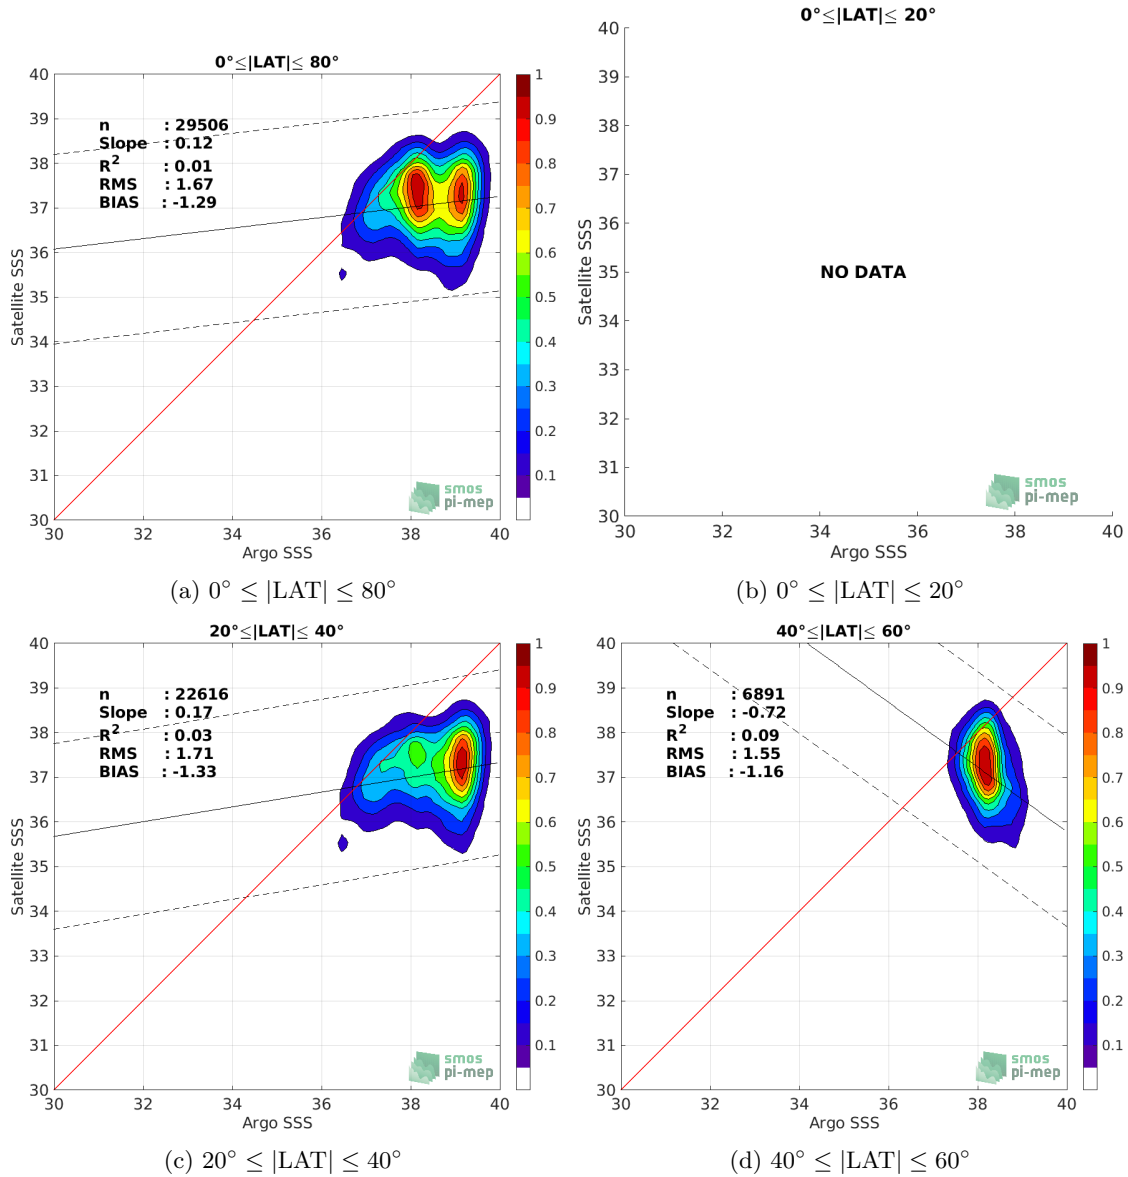 0°≤|LAT|≤ 80°
40
39
38
37
36
35
34
33
32
31
30
Satellite SSS
n : 29506
Slope : 0.12
R2 : 0.01
RMS : 1.67
BIAS : -1.29
1
0.9
0.8
0.7
0.6
0.5
0.4
0.3
0.2
0.1
smos
pi-mep
30 32 34 36 38 40
Argo SSS
(a) 0° ≤ |LAT| ≤ 80°
0°≤|LAT|≤ 20°
40
39
38
37
36
35
34
33
32
31
30
Satellite SSS
NO DATA
smos
pi-mep
30 32 34 36 38 40
Argo SSS
(b) 0° ≤ |LAT| ≤ 20°
20°≤|LAT|≤ 40°
40
39
38
37
36
35
34
33
32
31
30
Satellite SSS
n : 22616
Slope : 0.17
R2 : 0.03
RMS : 1.71
BIAS : -1.33
1
0.9
0.8
0.7
0.6
0.5
0.4
0.3
0.2
0.1
smos
pi-mep
30 32 34 36 38 40
Argo SSS
(c) 20° ≤ |LAT| ≤ 40°
40°≤|LAT|≤ 60°
40
39
38
37
36
35
34
33
32
31
30
Satellite SSS
n : 6891
Slope : -0.72
R2 : 0.09
RMS : 1.55
BIAS : -1.16
1
0.9
0.8
0.7
0.6
0.5
0.4
0.3
0.2
0.1
smos
pi-mep
30 32 34 36 38 40
Argo SSS
(d) 40° ≤ |LAT| ≤ 60°